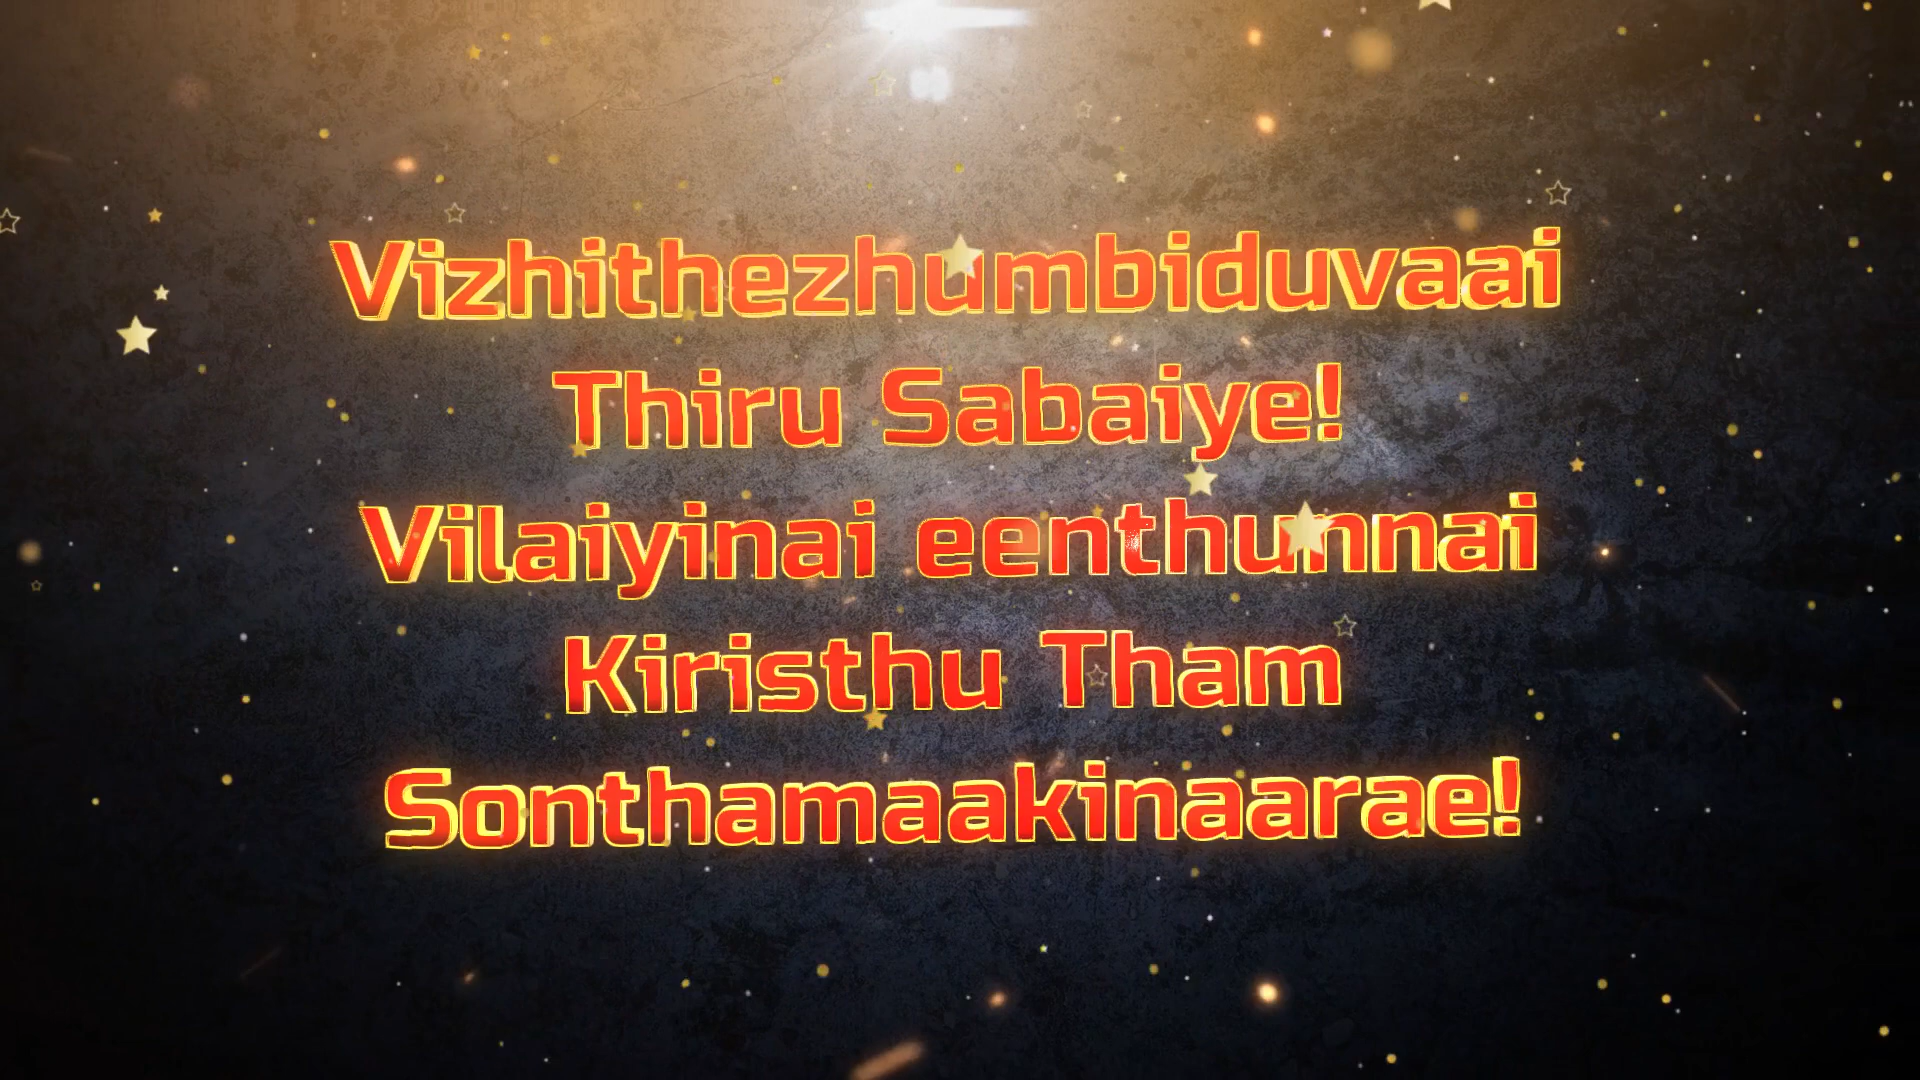 Vizhithezhumbiduvaai
Thiru Sabaiye!
Vilaiyinai eenthunnai
Kiristhu Tham
Sonthamaakinaarae!